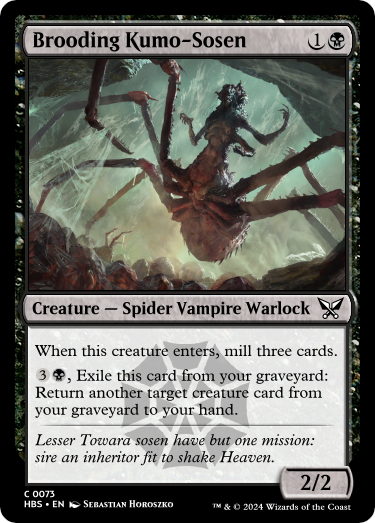 Brooding Kumo-Sosen 1
Creature — Spider Vampire Warlock
When this creature enters, mill three cards.
3, Exile this card from your graveyard:
Return another target creature card from
your graveyard to your hand.
Lesser Towara sosen have but one mission:
sire an inheritor fit to shake Heaven.
2/2
C 0073
HBS • EN Sebastian Horoszko
™ & © 2024 Wizards of the Coast